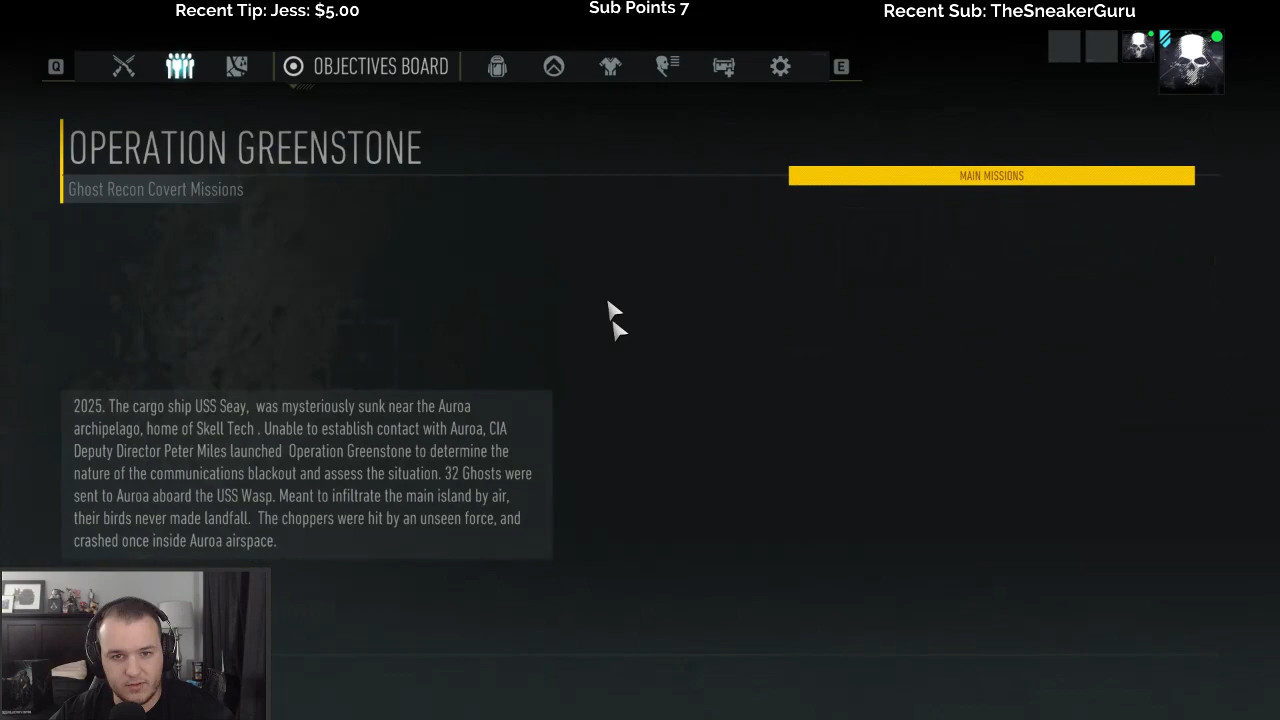 Recent Tip: Jess: $5.00
Sub Points 7
Recent Sub: TheSneakerGuru
Q
OBJECTIVES BOARD
E
OPERATION GREENSTONE
Ghost Recon Covert Missions
MAIN MISSIONS
2025. The cargo ship USS Seay, was mysteriously sunk near the Auroa
archipelago, home of Skell Tech . Unable to establish contact with Auroa, CIA
Deputy Director Peter Miles launched Operation Greenstone to determine the
nature of the communications blackout and assess the situation. 32 Ghosts were
sent to Auroa aboard the USS Wasp. Meant to infiltrate the main island by air,
their birds never made landfall. The choppers were hit by an unseen force, and
crashed once inside Auroa airspace.